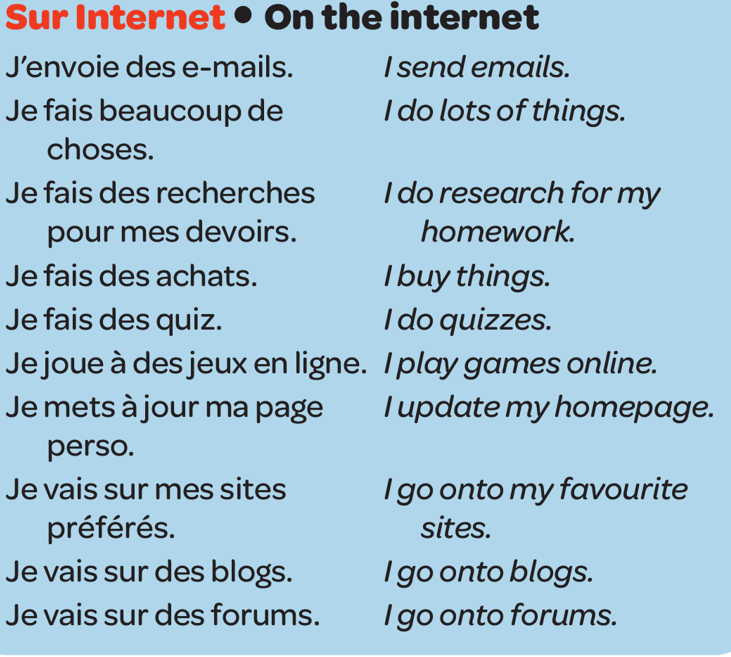 Sur Internet • On the internet
J'envoie des e-mails. I send emails.
Je fais beaucoup de I do lots of things.
choses.
Je fais des recherches I do research for my
pour mes devoirs. homework.
Je fais des achats. I buy things.
Je fais des quiz. I do quizzes.
Je joue à des jeux en ligne. I play games online.
Je mets à jour ma page I update my homepage.
perso.
Je vais sur mes sites I go onto my favourite
préférés. sites.
Je vais sur des blogs. I go onto blogs.
Je vais sur des forums. I go onto forums.